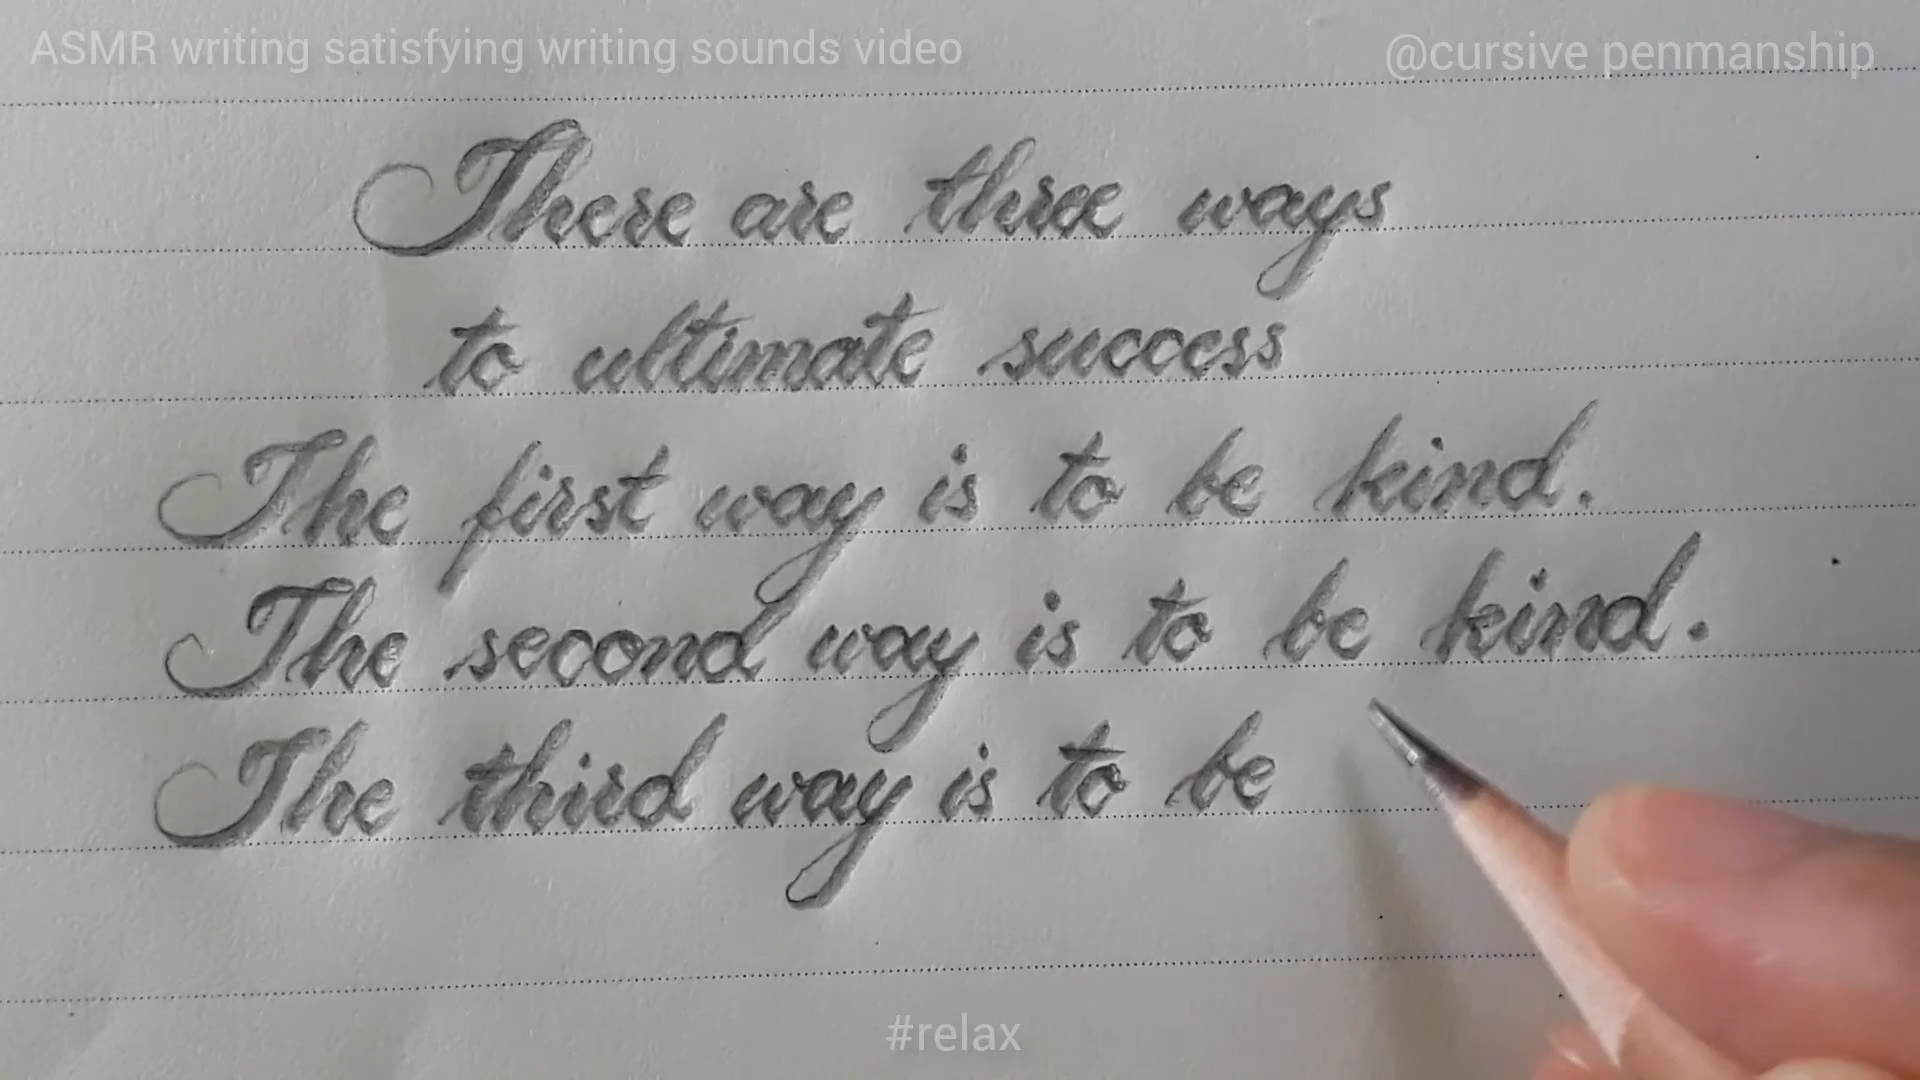 ASMR writing satisfying writing sounds video
@cursive penmanship
There are three ways
to ultimate success
The first way is to be kind.
The second way is to be kind.
The third way is to be
#relax